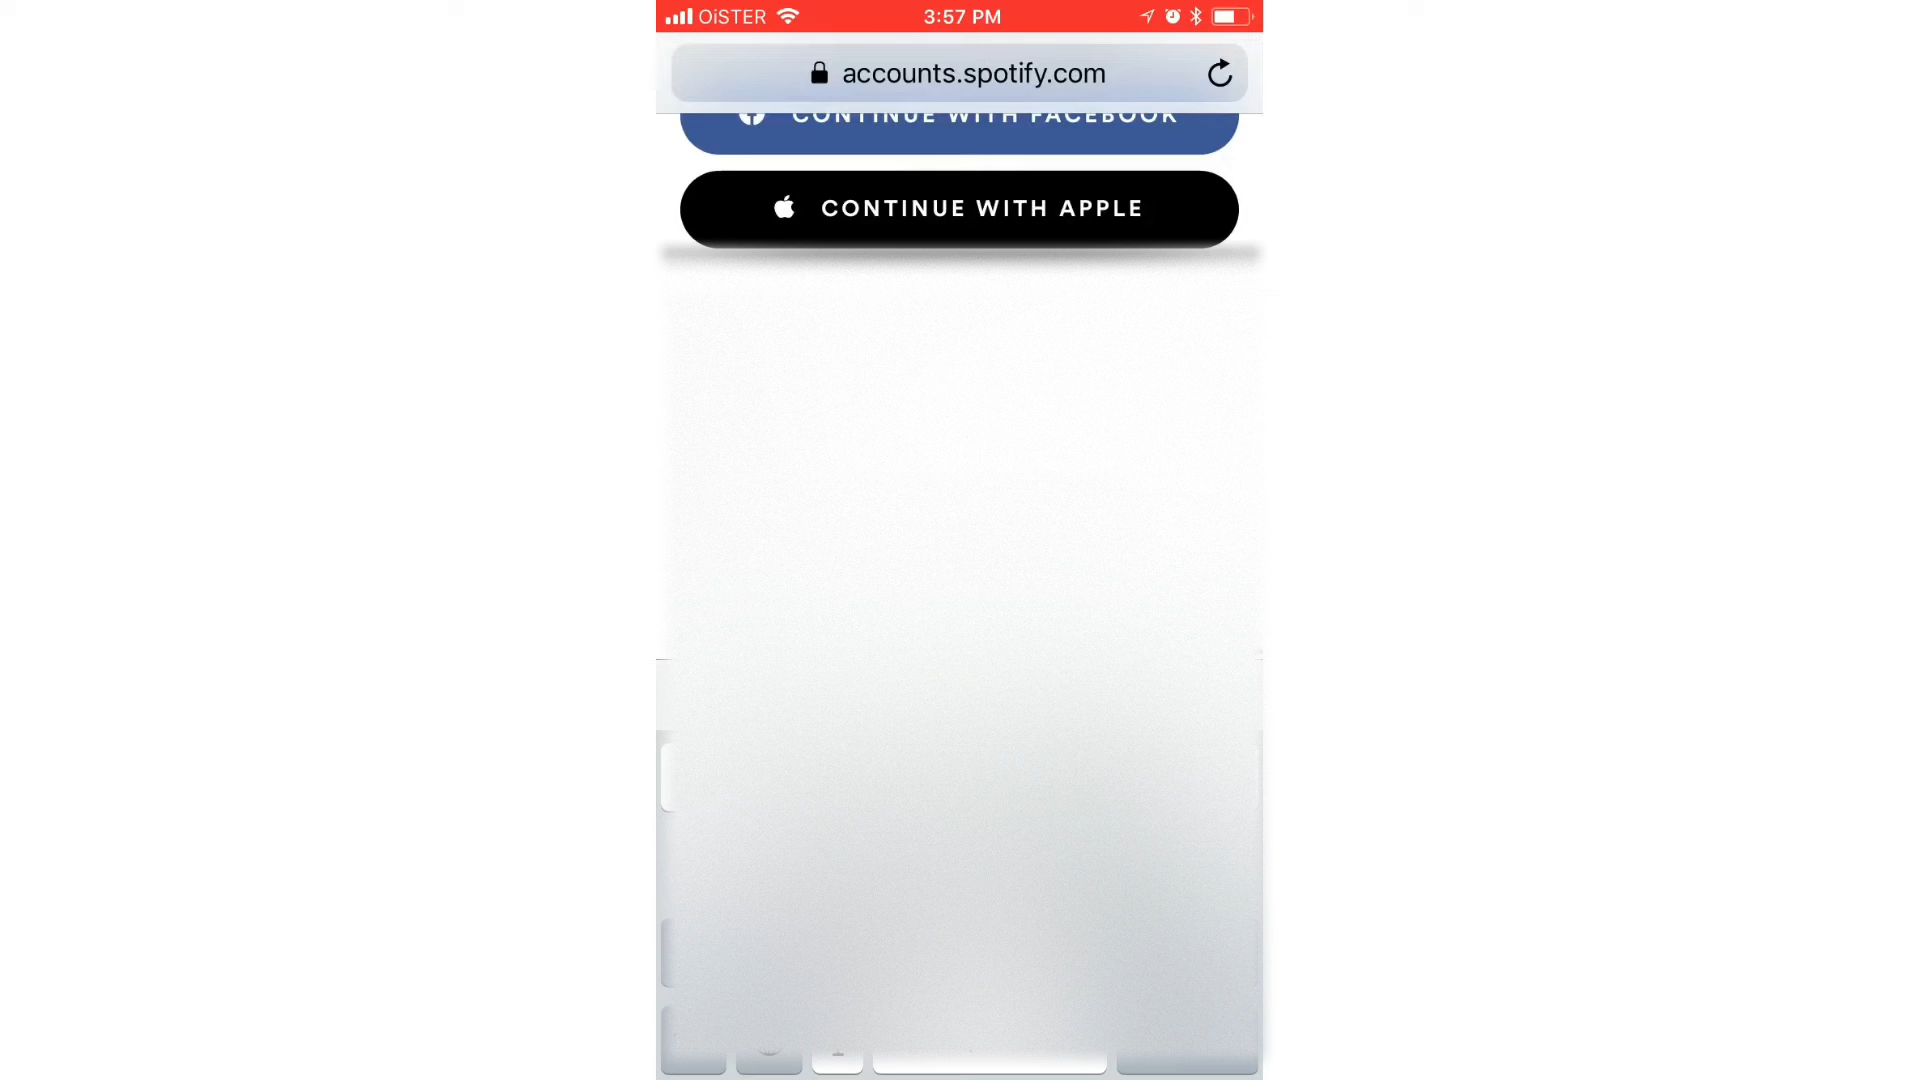 OiSTER 3:57 PM
accounts.spotify.com
CONTINUE WITH FACEBOOK
CONTINUE WITH APPLE